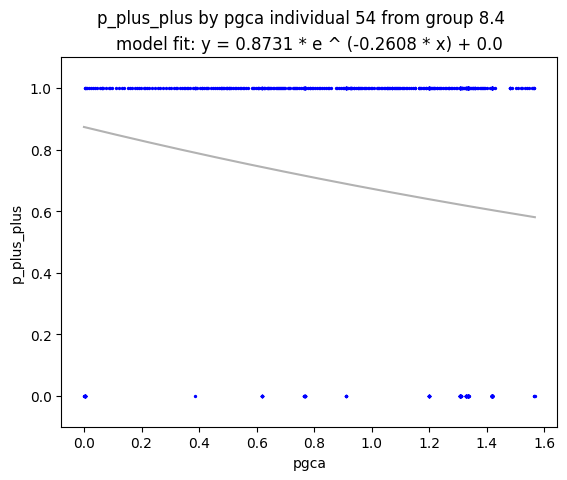 p_plus_plus by pgca individual 54 from group 8.4
model fit: y = 0.8731 * e ^ (-0.2608 * x) + 0.0
1.0
0.8
0.6
0.4
0.2
0.0
p_plus_plus
0.0 0.2 0.4 0.6 0.8 1.0 1.2 1.4 1.6
pgca